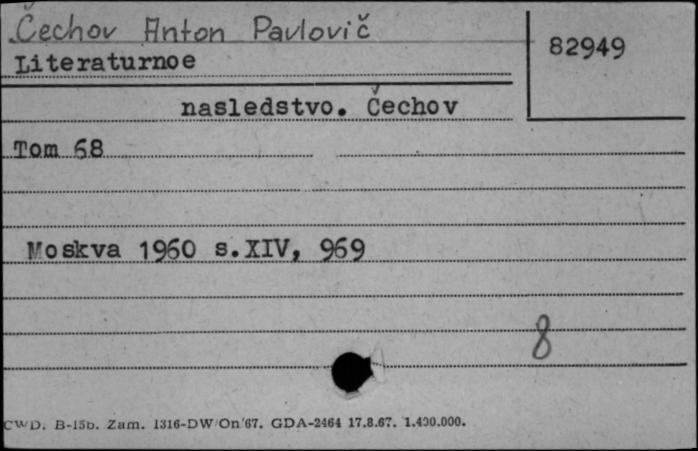 Čechov Anton Pavlovič
82949
Literaturnoe
nasledstvo. Čechov
Tom 68
Moskva 1960 s.XIV, 969
8
CWD. B-15b. Zam. 1316-DW/On/67. GDA-2464 17.8.67. 1.400.000.